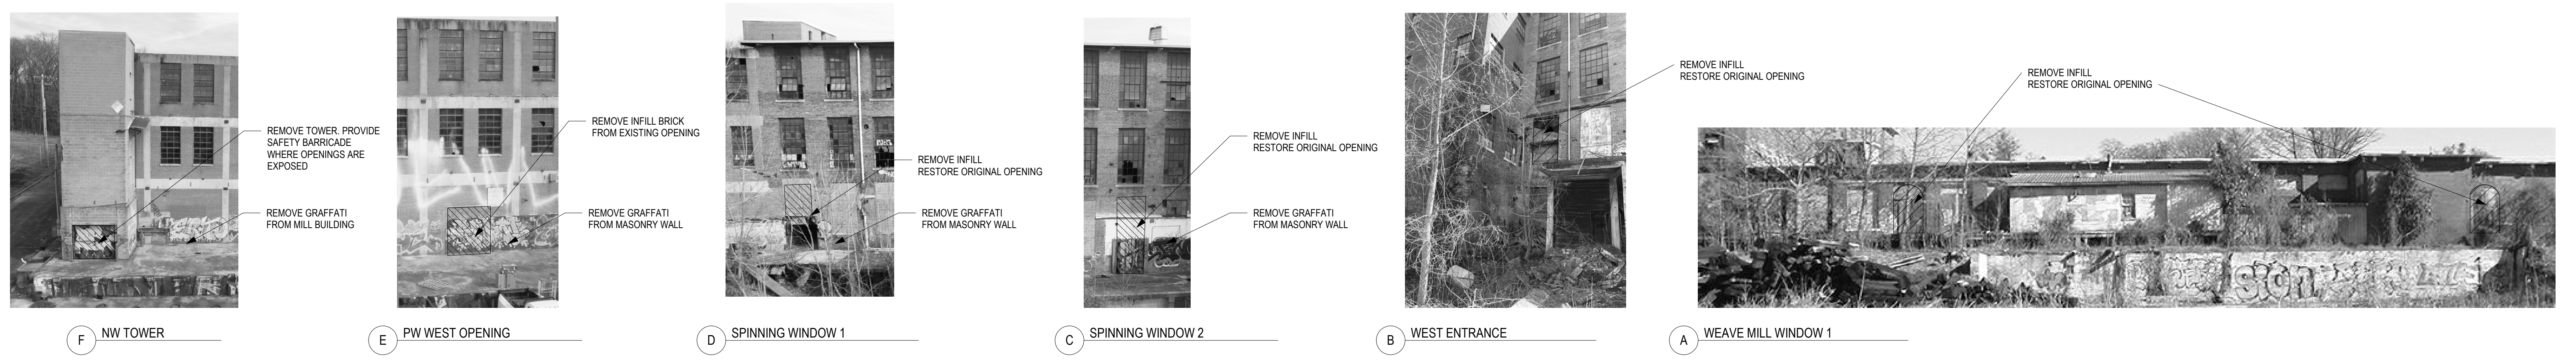 REMOVE TOWER. PROVIDE
SAFETY BARRICADE
WHERE OPENINGS ARE
EXPOSED
REMOVE GRAFFATI
FROM MILL BUILDING
F NW TOWER
REMOVE INFILL BRICK
FROM EXISTING OPENING
REMOVE GRAFFATI
FROM MASONRY WALL
E PW WEST OPENING
REMOVE INFILL
RESTORE ORIGINAL OPENING
REMOVE GRAFFATI
FROM MASONRY WALL
D SPINNING WINDOW 1
REMOVE INFILL
RESTORE ORIGINAL OPENING
REMOVE GRAFFATI
FROM MASONRY WALL
C SPINNING WINDOW 2
REMOVE INFILL
RESTORE ORIGINAL OPENING
B WEST ENTRANCE
REMOVE INFILL
RESTORE ORIGINAL OPENING
A WEAVE MILL WINDOW 1